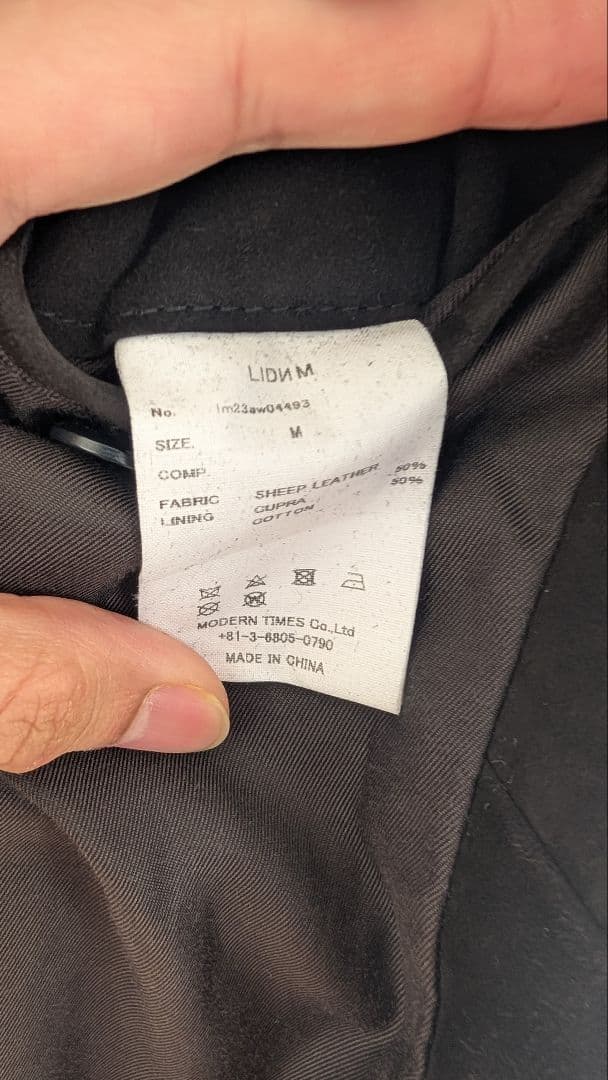 LIDИM
No. lm23aw04493
SIZE. M
COMP.
FABRIC SHEEP LEATHER
LINING CUPRA 50%
COTTON 50%
MODERN TIMES Co.,Ltd
+81-3-6805-0790
MADE IN CHINA